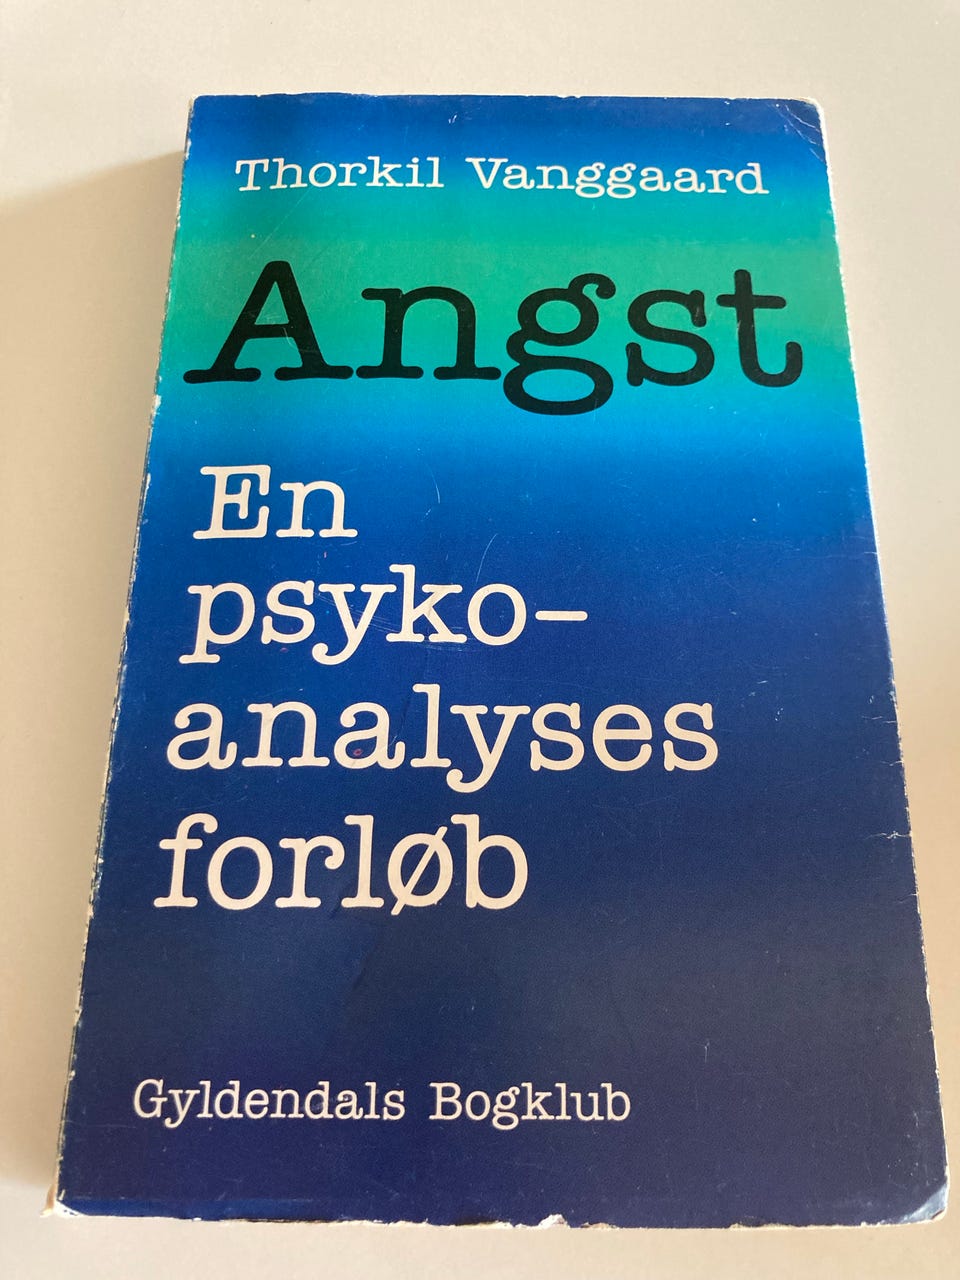 Thorkil Vanggaard
Angst
En
psyko-
analyses
forløb
Gyldendals Bogklub